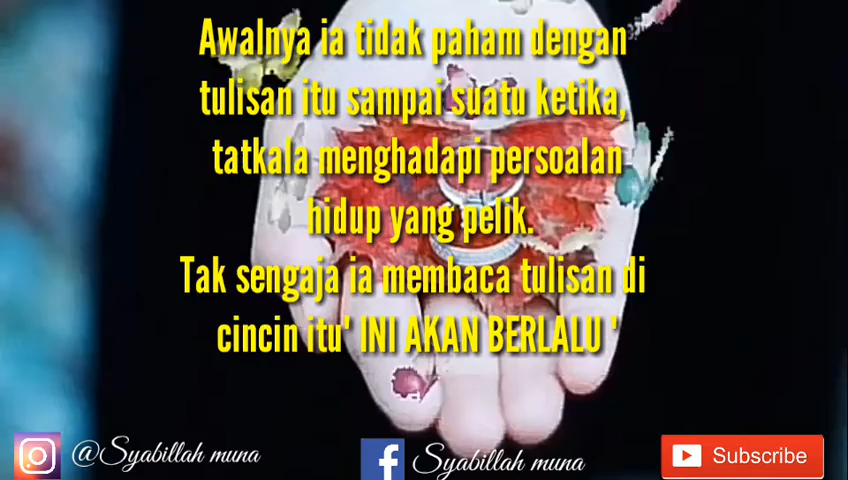 Awalnya ia tidak paham dengan
tulisan itu sampai suatu ketika,
tatkala menghadapi persoalan
hidup yang pelik.
Tak sengaja ia membaca tulisan di
cincin itu' INI AKAN BERLALU '
@Syabillah muna
Syabillah muna
Subscribe